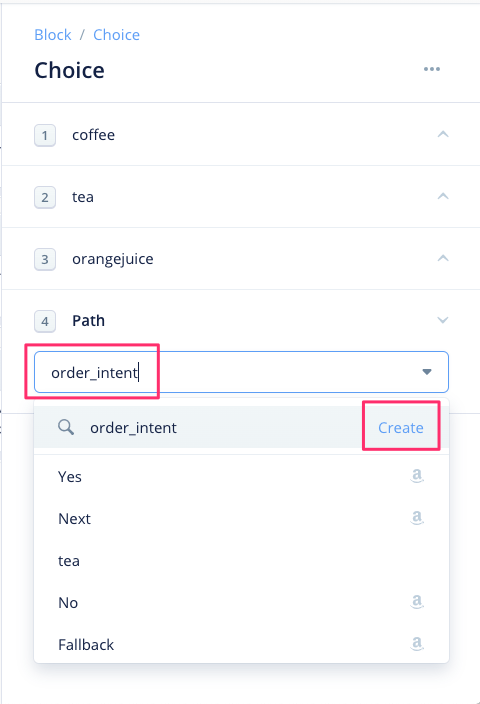 Block / Choice
Choice
1 coffee
2 tea
3 orangejuice
4 Path
order_intent
order_intent Create
Yes a
Next a
tea
No a
Fallback a